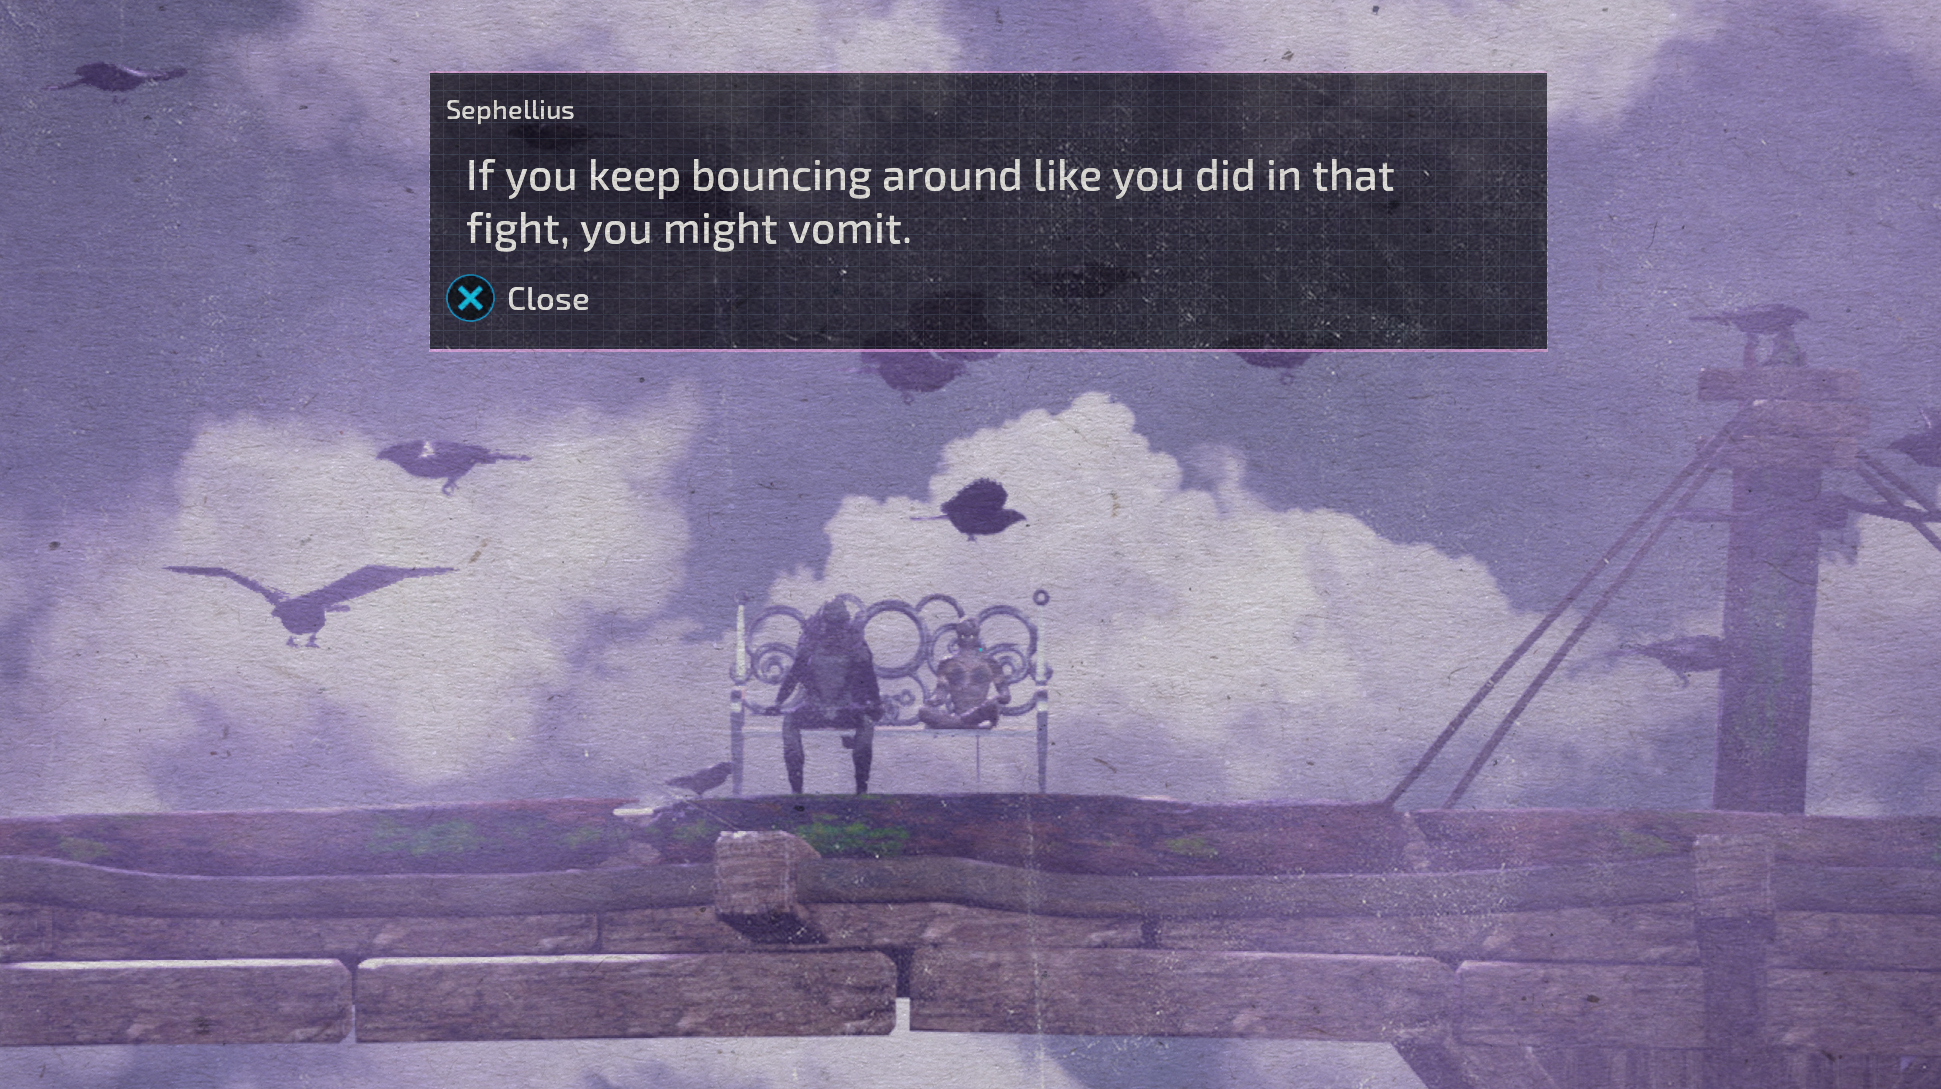 Sephellius
If you keep bouncing around like you did in that
fight, you might vomit.
Close